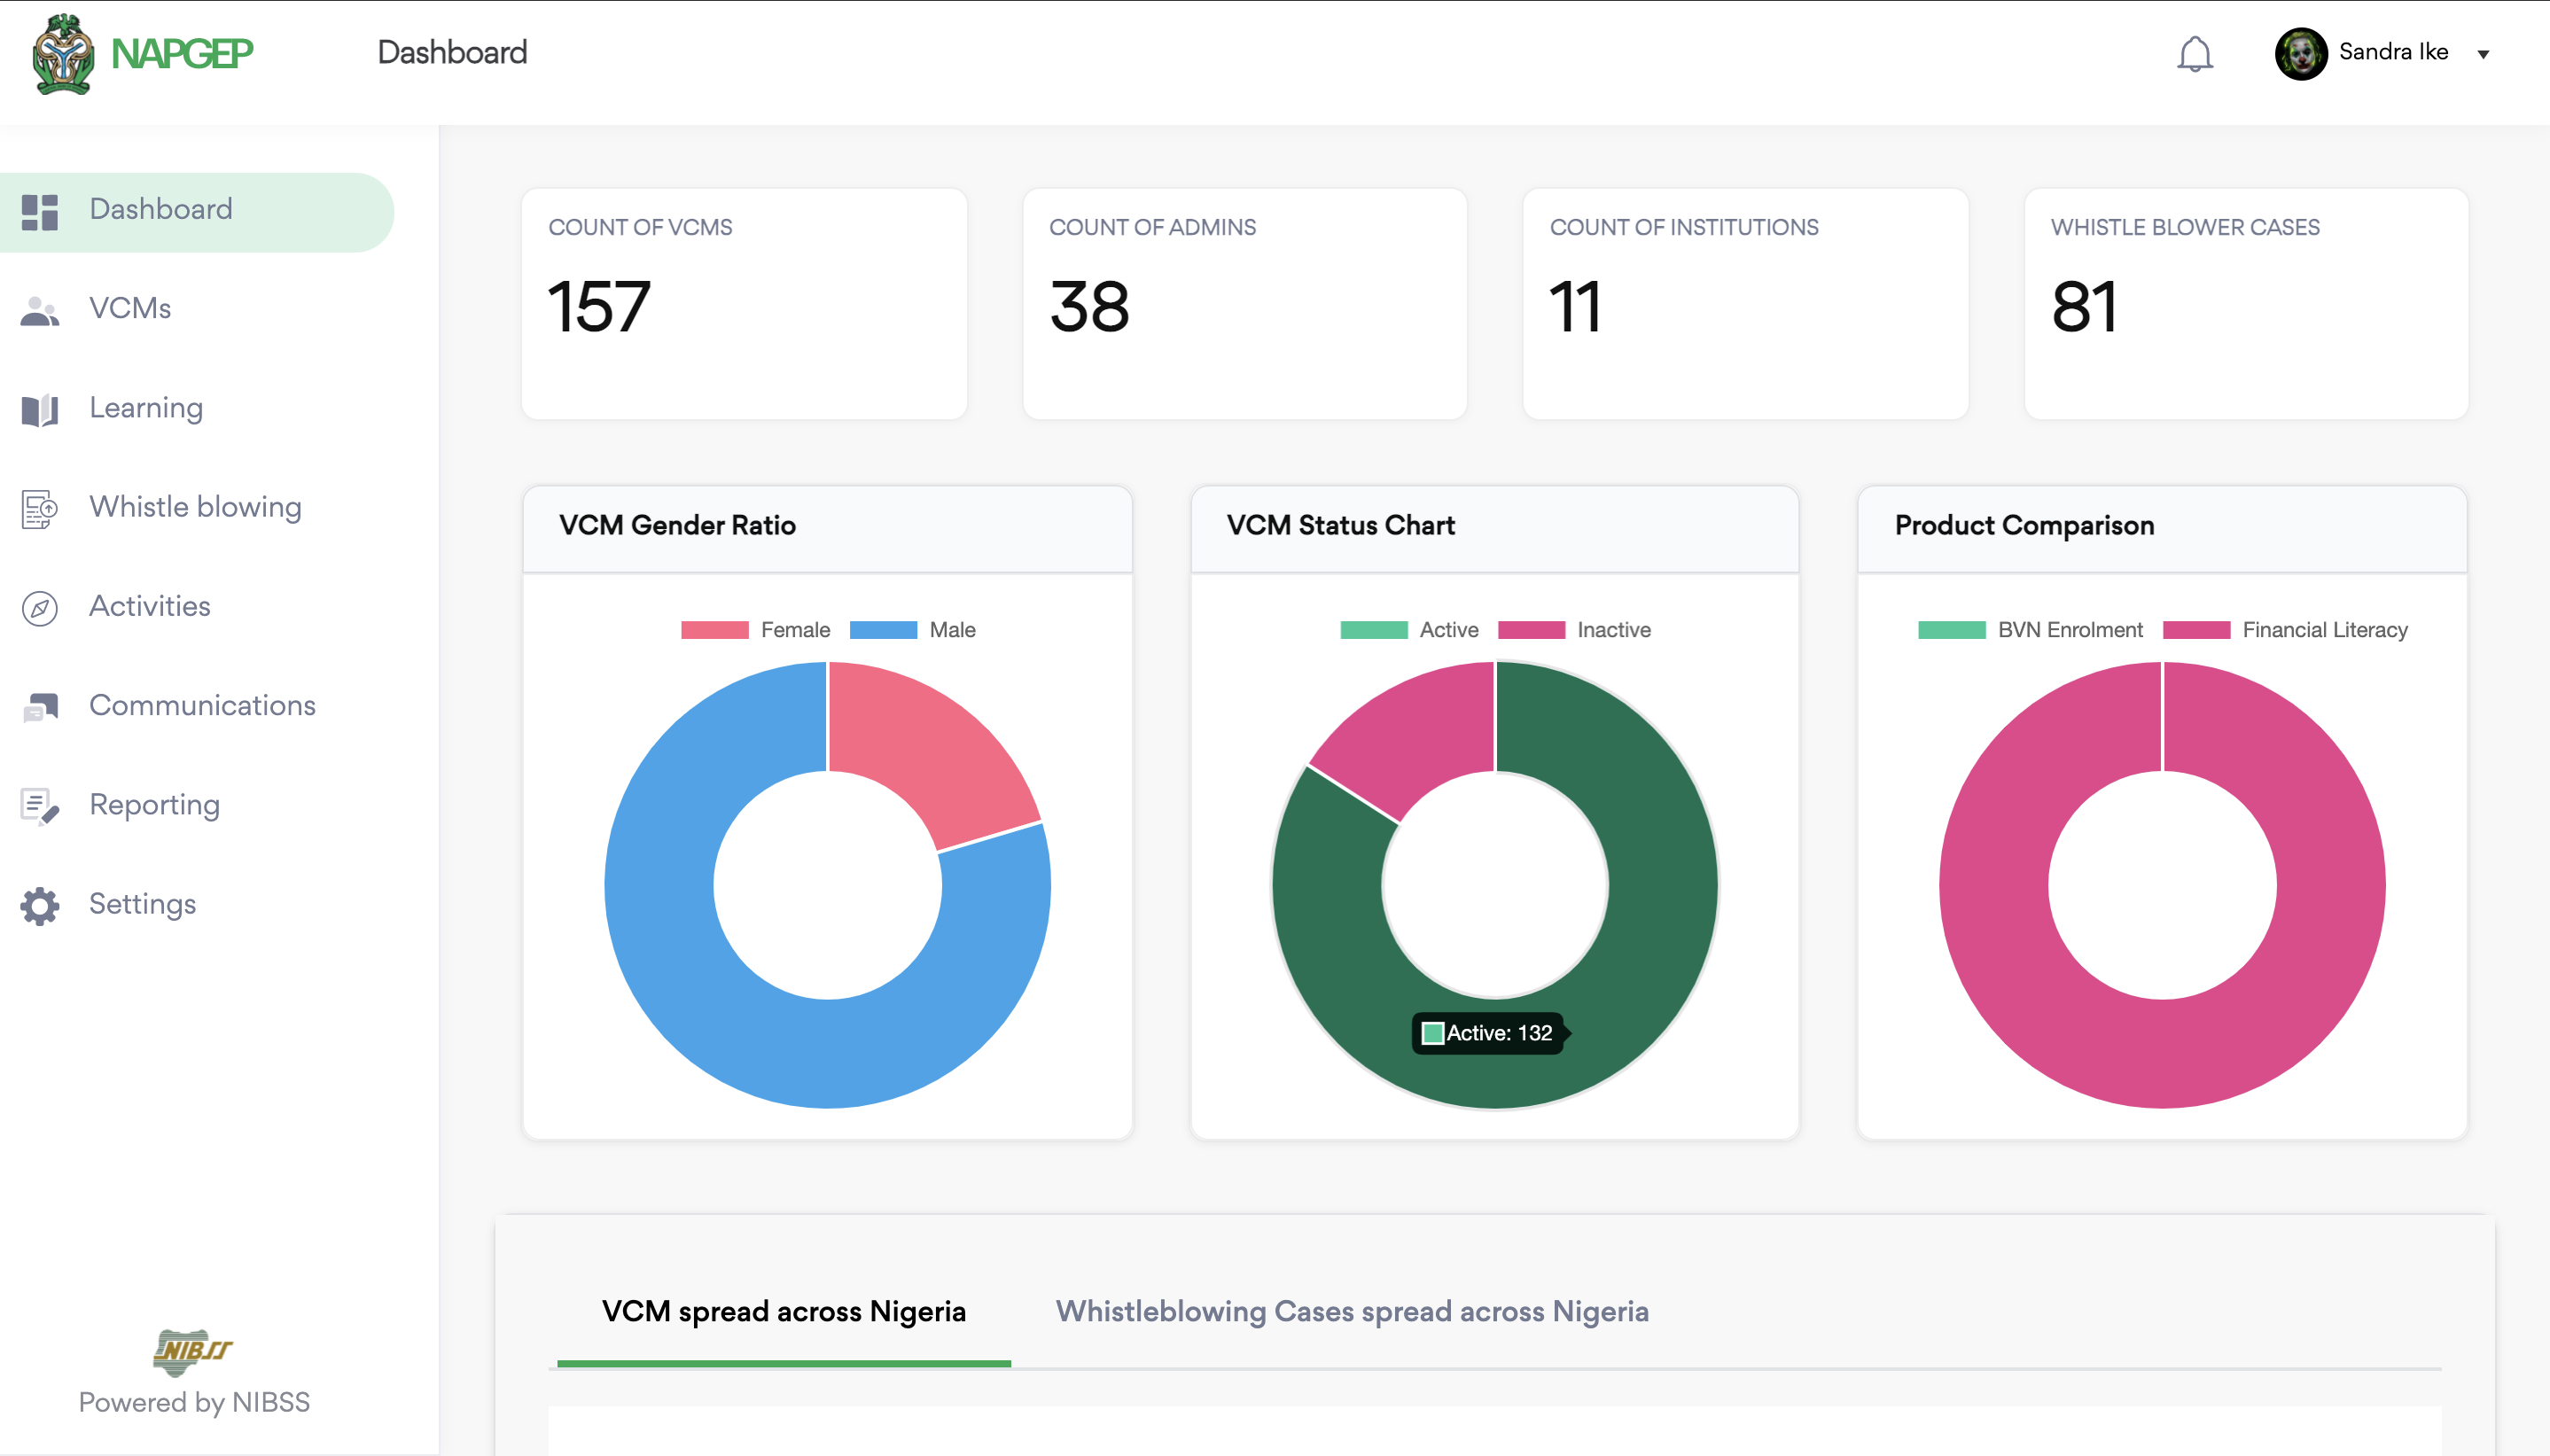 NAPGEP
Dashboard
Sandra Ike
Dashboard
VCMs
Learning
Whistle blowing
Activities
Communications
Reporting
Settings
NIBSS
Powered by NIBSS
COUNT OF VCMS
157
COUNT OF ADMINS
38
COUNT OF INSTITUTIONS
11
WHISTLE BLOWER CASES
81
VCM Gender Ratio
Female Male
VCM Status Chart
Active Inactive
Active: 132
Product Comparison
BVN Enrolment Financial Literacy
VCM spread across Nigeria
Whistleblowing Cases spread across Nigeria